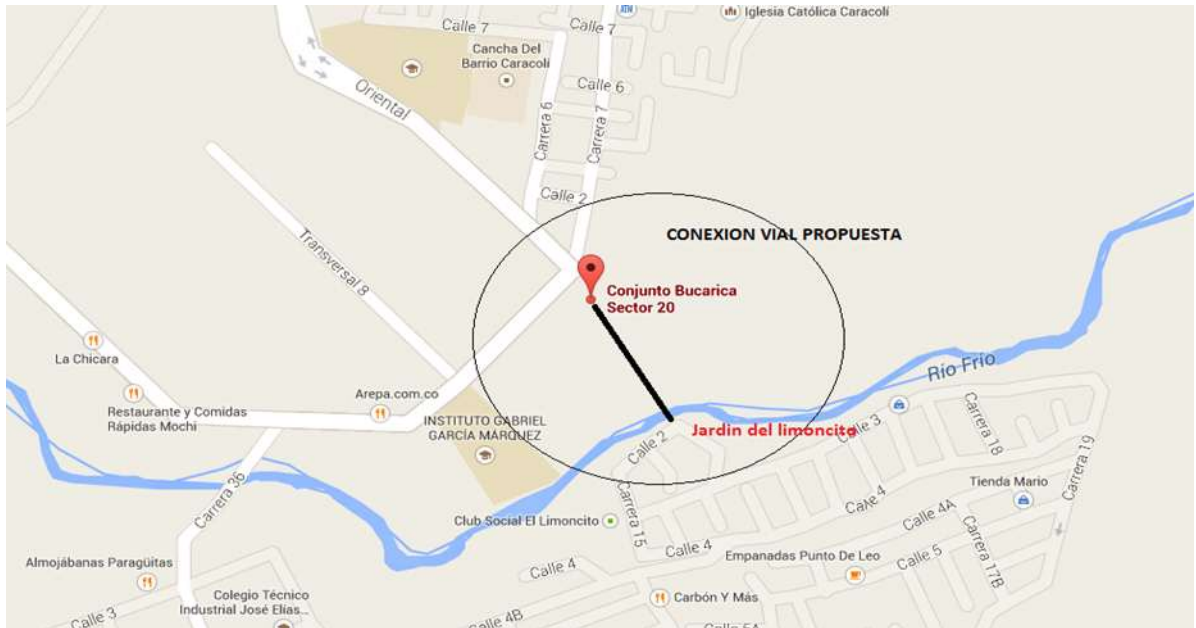 ATM
Iglesia Católica Caracolí
Calle 7
Calle 7
Cancha Del
Barrio Caracolí
Oriental
Calle 6
Carrera 6
Carrera 7
Calle 2
CONEXION VIAL PROPUESTA
Transversal 8
Conjunto Bucarica
Sector 20
La Chicara
Río Frío
Arepa.com.co
Restaurante y Comidas
Rápidas Mochi
INSTITUTO GABRIEL
GARCÍA MÁRQUEZ
Jardin del limoncito
Calle 2
Calle 3
Carrera 18
Carrera 19
Carrera 36
Tienda Mario
Calle 4
Calle 4A
Club Social El Limoncito
Carrera 15
Calle 4
Carrera 17B
Almojábanas Paragüitas
Calle 4
Empanadas Punto De Leo
Calle 5
Colegio Técnico
Industrial José Elías...
Carbón Y Más
Calle 3
Calle 4B
Calle 5A